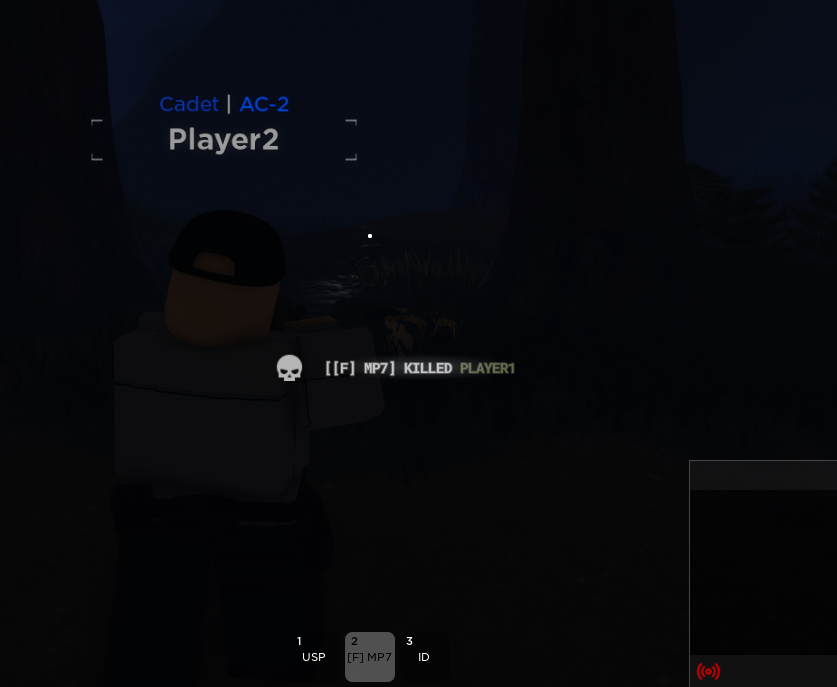 Cadet | AC-2
Player2
[[F] MP7] KILLED PLAYER1
1
USP
2
[F] MP7
3
ID